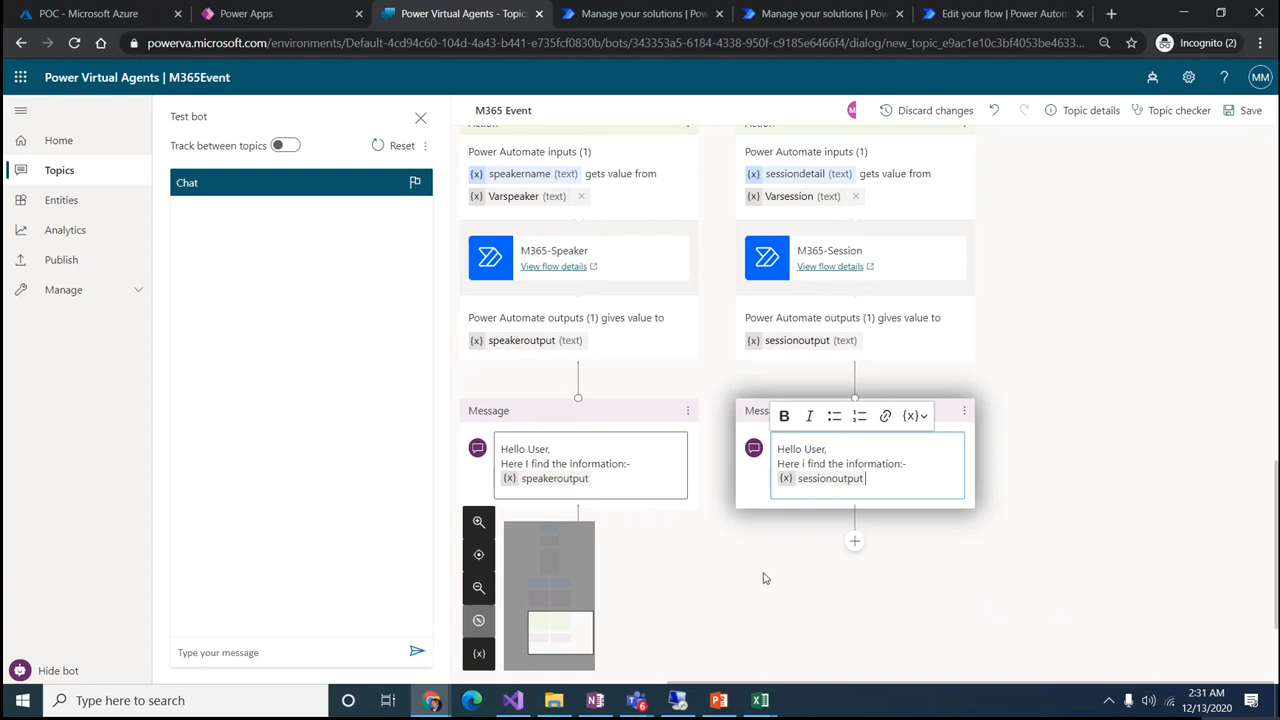 POC - Microsoft Azure
Power Apps
Power Virtual Agents - Topics
Manage your solutions | Pow
Manage your solutions | Pow
Edit your flow | Power Autom
powerva.microsoft.com/environments/Default-4cd94c60-104d-4a43-b441-e735fcf0830b/bots/343353a5-6184-4338-950f-c9185e6466f4/dialog/new_topic_e9ac1e10c3bf4053be4633...
Incognito (2)
Power Virtual Agents | M365Event
MM
Home
Topics
Entities
Analytics
Publish
Manage
Hide bot
Test bot
Track between topics
Reset
Chat
Type your message
M365 Event
M
Discard changes
Topic details
Topic checker
Save
Action
Power Automate inputs (1)
{x} speakername (text) gets value from
{x} Varspeaker (text)
M365-Speaker
View flow details
Power Automate outputs (1) gives value to
{x} speakeroutput (text)
Message
Hello User,
Here I find the information:-
{x} speakeroutput
{x}
Action
Power Automate inputs (1)
{x} sessiondetail (text) gets value from
{x} Varsession (text)
M365-Session
View flow details
Power Automate outputs (1) gives value to
{x} sessionoutput (text)
Mess
B I {x}
Hello User,
Here i find the information:-
{x} sessionoutput
Type here to search
2:31 AM
12/13/2020